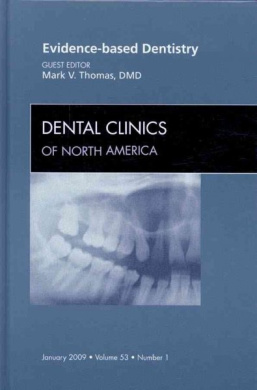 Evidence-based Dentistry
GUEST EDITOR
Mark V. Thomas, DMD
DENTAL CLINICS
OF NORTH AMERICA
January 2009 • Volume 53 • Number 1